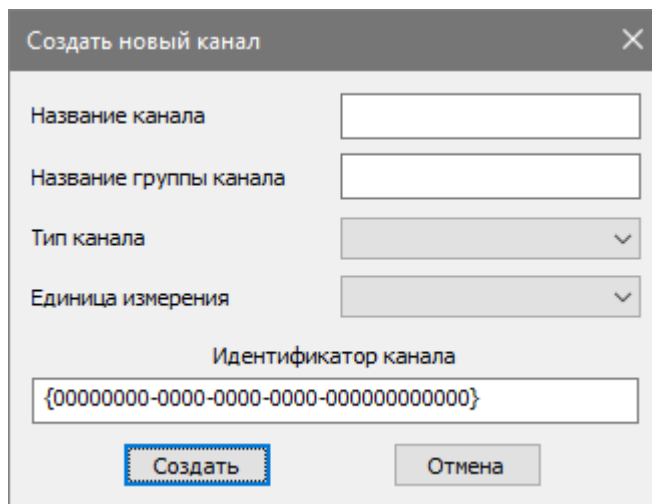 Создать новый канал
Название канала
Название группы канала
Тип канала
Единица измерения
Идентификатор канала
{00000000-0000-0000-0000-000000000000}
Создать Отмена